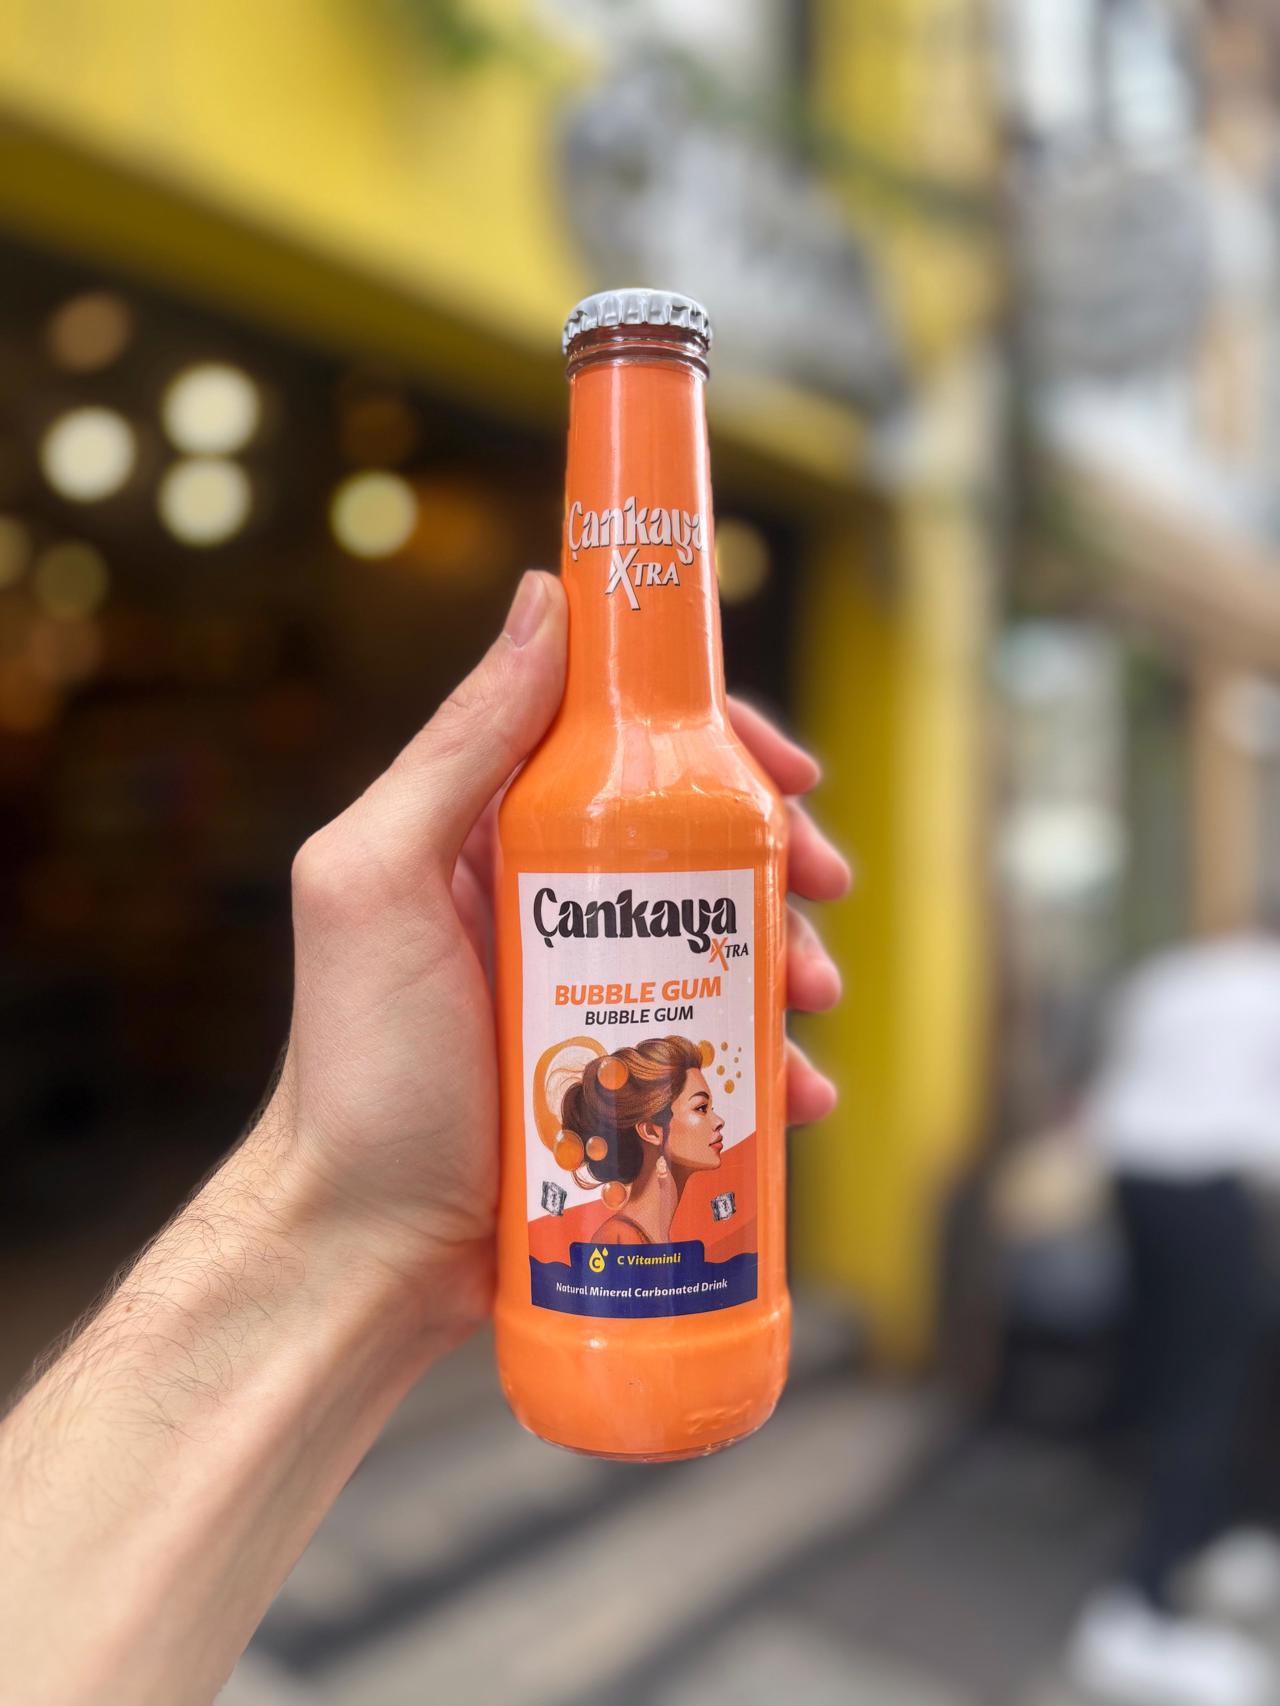 Çankaya
XTRA
Çankaya
XTRA
BUBBLE GUM
BUBBLE GUM
C
C Vitaminli
Natural Mineral Carbonated Drink